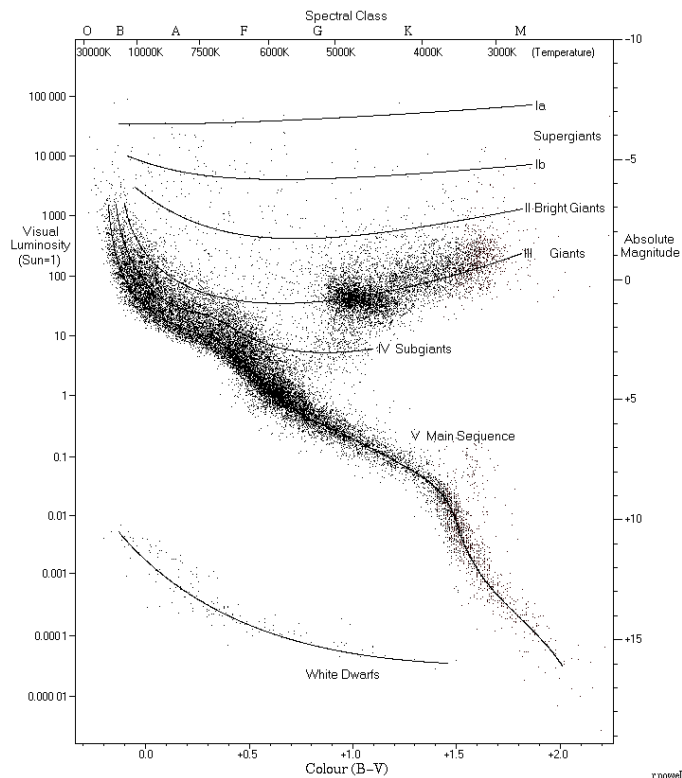 Spectral Class
O B A F G K M
30000K 10000K 7500K 6000K 5000K 4000K 3000K (Temperature)
-10
100 000
Ia
Supergiants
10 000
Ib
-5
1000
II Bright Giants
Visual
Luminosity
(Sun=1)
III Giants
Absolute
Magnitude
100
0
10
IV Subgiants
1
+5
V Main Sequence
0.1
0.01
+10
0.001
0.0001
+15
White Dwarfs
0.000 01
0.0 +0.5 +1.0 +1.5 +2.0
Colour (B-V)
r.powell